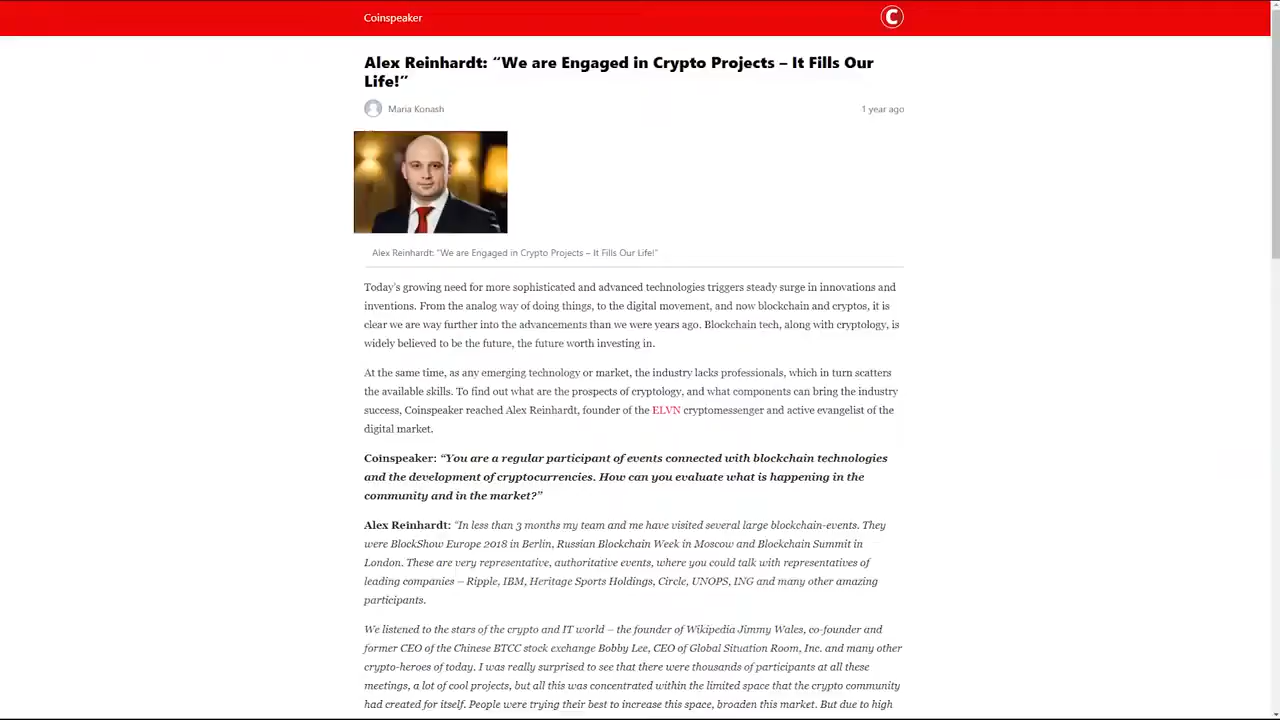 Coinspeaker
C
Alex Reinhardt: “We are Engaged in Crypto Projects – It Fills Our
Life!”
Maria Konash
1 year ago
Alex Reinhardt: “We are Engaged in Crypto Projects – It Fills Our Life!”
Today’s growing need for more sophisticated and advanced technologies triggers steady surge in innovations and
inventions. From the analog way of doing things, to the digital movement, and now blockchain and cryptos, it is
clear we are way further into the advancements than we were years ago. Blockchain tech, along with cryptology, is
widely believed to be the future, the future worth investing in.
At the same time, as any emerging technology or market, the industry lacks professionals, which in turn scatters
the available skills. To find out what are the prospects of cryptology, and what components can bring the industry
success, Coinspeaker reached Alex Reinhardt, founder of the ELVN cryptomessenger and active evangelist of the
digital market.
Coinspeaker: “You are a regular participant of events connected with blockchain technologies
and the development of cryptocurrencies. How can you evaluate what is happening in the
community and in the market?”
Alex Reinhardt: “In less than 3 months my team and me have visited several large blockchain-events. They
were BlockShow Europe 2018 in Berlin, Russian Blockchain Week in Moscow and Blockchain Summit in
London. These are very representative, authoritative events, where you could talk with representatives of
leading companies – Ripple, IBM, Heritage Sports Holdings, Circle, UNOPS, ING and many other amazing
participants.
We listened to the stars of the crypto and IT world – the founder of Wikipedia Jimmy Wales, co-founder and
former CEO of the Chinese BTCC stock exchange Bobby Lee, CEO of Global Situation Room, Inc. and many other
crypto-heroes of today. I was really surprised to see that there were thousands of participants at all these
meetings, a lot of cool projects, but all this was concentrated within the limited space that the crypto community
had created for itself. People were trying their best to increase this space, broaden this market. But due to high